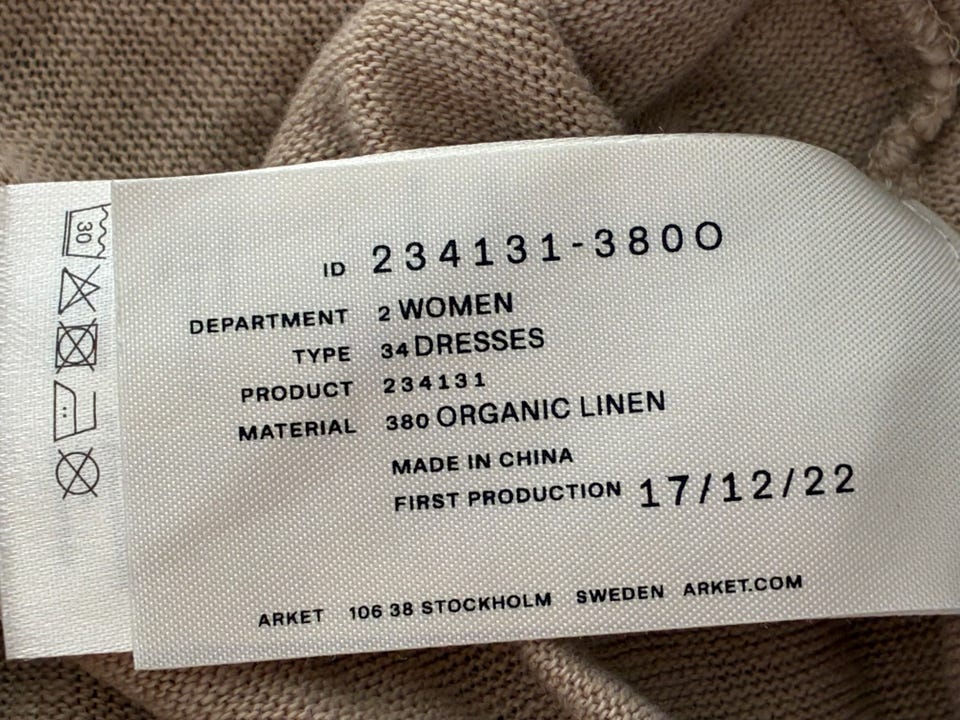 30
ID 234131-380O
DEPARTMENT 2 WOMEN
TYPE 34 DRESSES
PRODUCT 234131
MATERIAL 380 ORGANIC LINEN
MADE IN CHINA
FIRST PRODUCTION 17/12/22
ARKET 106 38 STOCKHOLM SWEDEN ARKET.COM